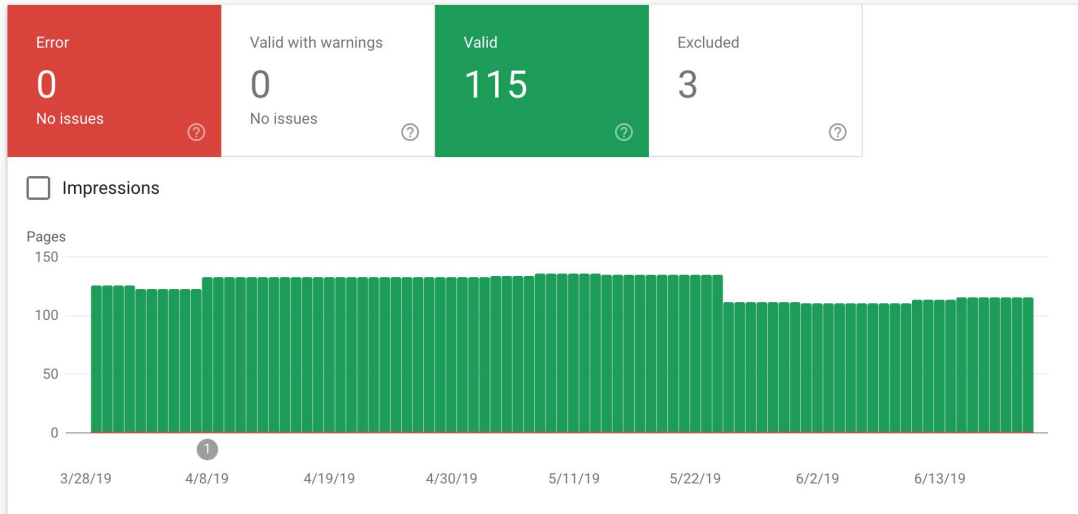 Error
0
No issues
Valid with warnings
0
No issues
Valid
115
Excluded
3
Impressions
Pages
150
100
50
0
1
3/28/19 4/8/19 4/19/19 4/30/19 5/11/19 5/22/19 6/2/19 6/13/19